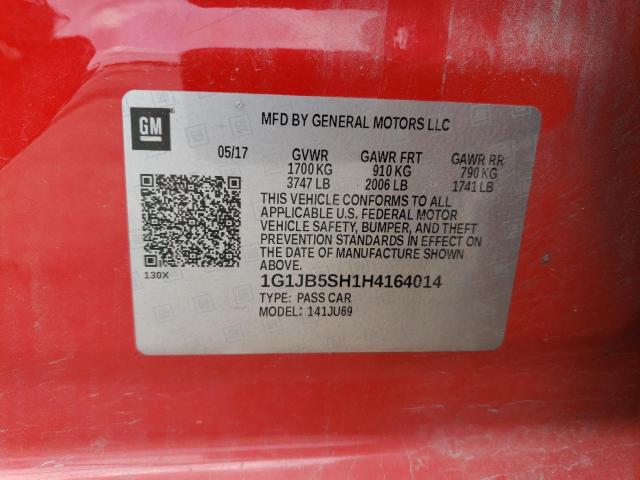 GM
MFD BY GENERAL MOTORS LLC
05/17 GVWR GAWR FRT GAWR RR
1700 KG 910 KG 790 KG
3747 LB 2006 LB 1741 LB
THIS VEHICLE CONFORMS TO ALL
APPLICABLE U.S. FEDERAL MOTOR
VEHICLE SAFETY, BUMPER, AND THEFT
PREVENTION STANDARDS IN EFFECT ON
THE DATE OF MANUFACTURE SHOWN
ABOVE.
130X
1G1JB5SH1H4164014
TYPE: PASS CAR
MODEL: 141JU69